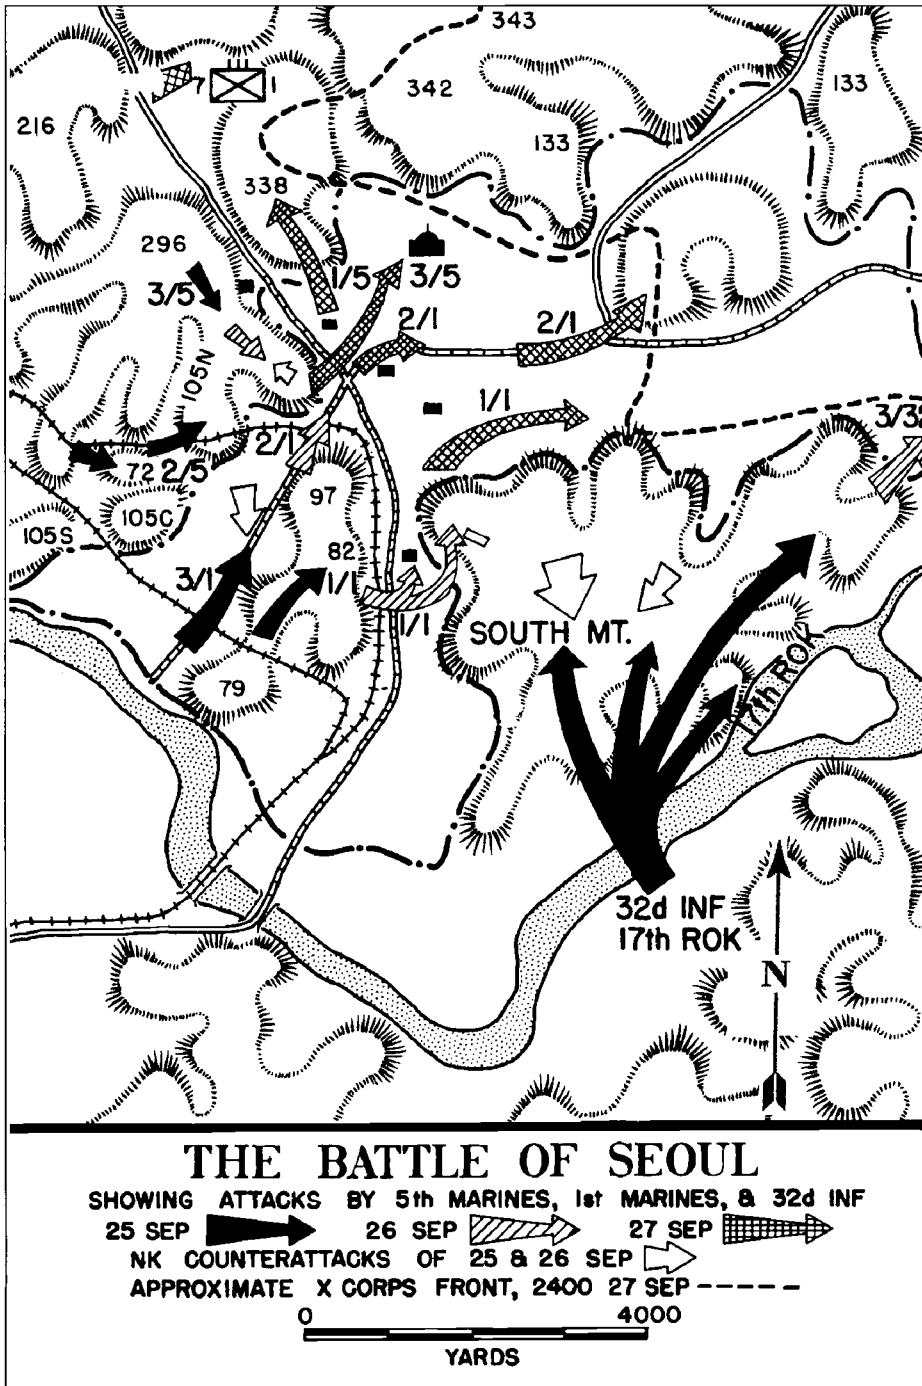 343
342
133
133
7
1
216
338
296
3/5
1/5
3/5
2/1
2/1
105N
1/1
3/3
2/1
72
2/5
97
105C
105S
82
3/1
1/1
1/1
SOUTH MT.
17th ROK
79
32d INF
17th ROK
N
THE BATTLE OF SEOUL
SHOWING ATTACKS BY 5th MARINES, 1st MARINES, & 32d INF
25 SEP 26 SEP 27 SEP
NK COUNTERATTACKS OF 25 & 26 SEP
APPROXIMATE X CORPS FRONT, 2400 27 SEP
0 4000
YARDS